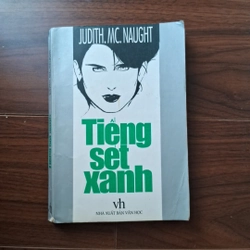 JUDITH. MC. NAUGHT
Tiếng
sét
xanh
vh
NHÀ XUẤT BẢN VĂN HỌC